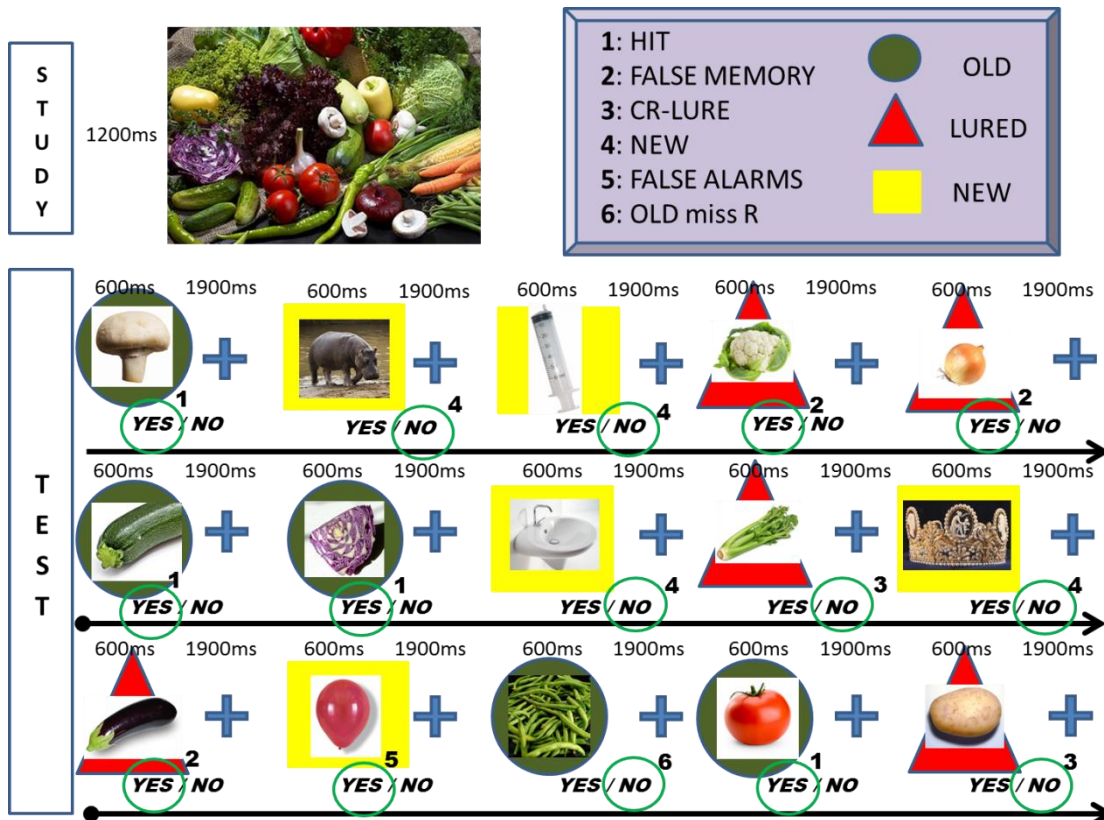 STUDY
1200ms
1: HIT
2: FALSE MEMORY
3: CR-LURE
4: NEW
5: FALSE ALARMS
6: OLD miss R
OLD
LURED
NEW
TEST
600ms 1900ms 600ms 1900ms 600ms 1900ms 600ms 1900ms 600ms 1900ms
1 4 4 2 2
YES / NO YES / NO YES / NO YES / NO YES / NO
600ms 1900ms 600ms 1900ms 600ms 1900ms 600ms 1900ms 600ms 1900ms
1 1 4 3 4
YES / NO YES / NO YES / NO YES / NO YES / NO
600ms 1900ms 600ms 1900ms 600ms 1900ms 600ms 1900ms 600ms 1900ms
2 5 6 1 3
YES / NO YES / NO YES / NO YES / NO YES / NO